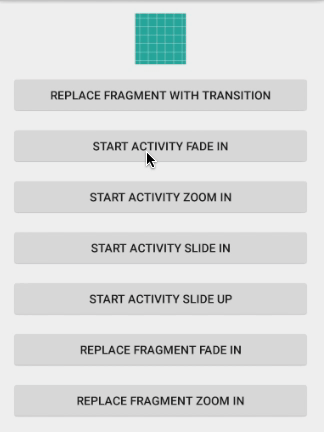 REPLACE FRAGMENT WITH TRANSITION
START ACTIVITY FADE IN
START ACTIVITY ZOOM IN
START ACTIVITY SLIDE IN
START ACTIVITY SLIDE UP
REPLACE FRAGMENT FADE IN
REPLACE FRAGMENT ZOOM IN